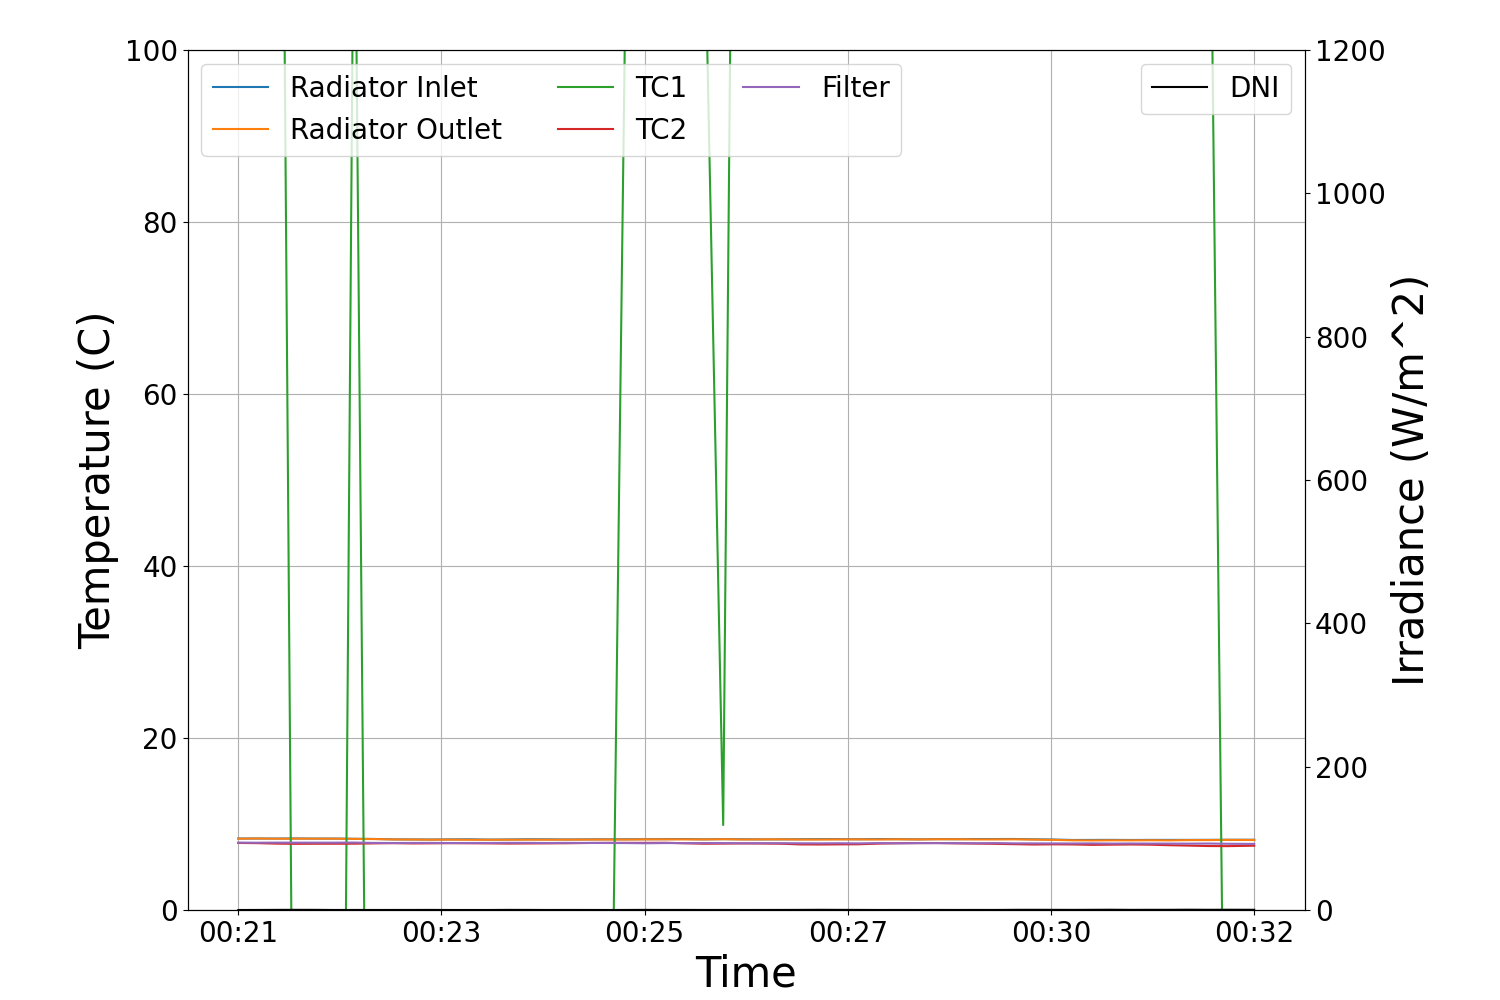 100
80
60
40
20
0
Temperature (C)
Radiator Inlet
Radiator Outlet
TC1
TC2
Filter
DNI
1200
1000
800
600
400
200
0
Irradiance (W/m^2)
00:21 00:23 00:25 00:27 00:30 00:32
Time